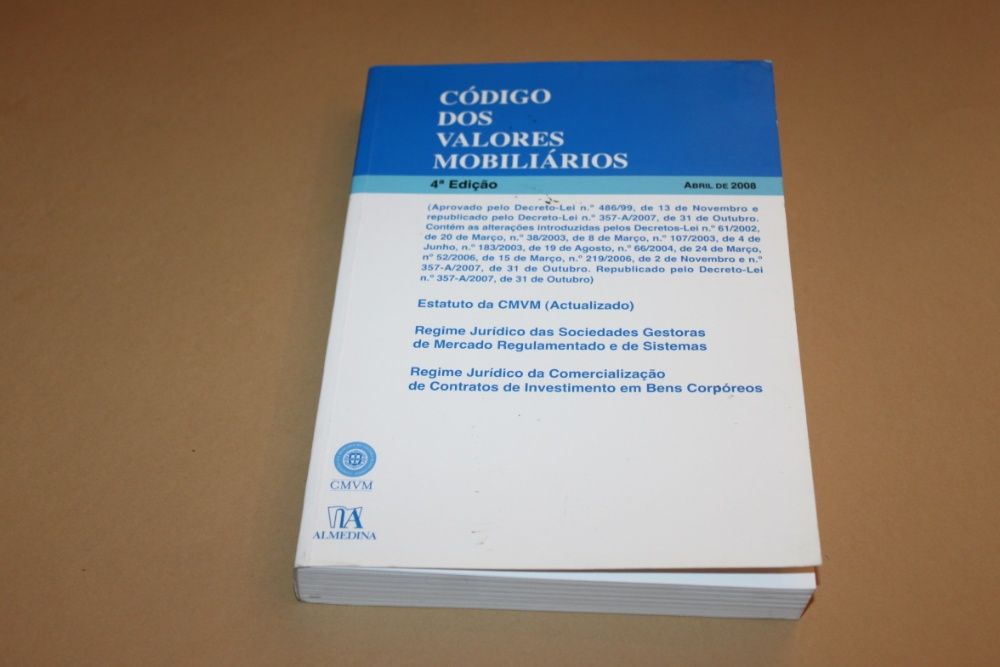 CÓDIGO
DOS
VALORES
MOBILIÁRIOS
4ª Edição ABRIL DE 2008
(Aprovado pelo Decreto-Lei n.º 486/99, de 13 de Novembro e
republicado pelo Decreto-Lei n.º 357-A/2007, de 31 de Outubro.
Contém as alterações introduzidas pelos Decretos-Lei n.º 61/2002,
de 20 de Março, n.º 38/2003, de 8 de Março, n.º 107/2003, de 4 de
Junho, n.º 183/2003, de 19 de Agosto, n.º 66/2004, de 24 de Março,
nº 52/2006, de 15 de Março, n.º 219/2006, de 2 de Novembro e n.º
357-A/2007, de 31 de Outubro. Republicado pelo Decreto-Lei
n.º 357-A/2007, de 31 de Outubro)
Estatuto da CMVM (Actualizado)
Regime Jurídico das Sociedades Gestoras
de Mercado Regulamentado e de Sistemas
Regime Jurídico da Comercialização
de Contratos de Investimento em Bens Corpóreos
CMVM
ALMEDINA